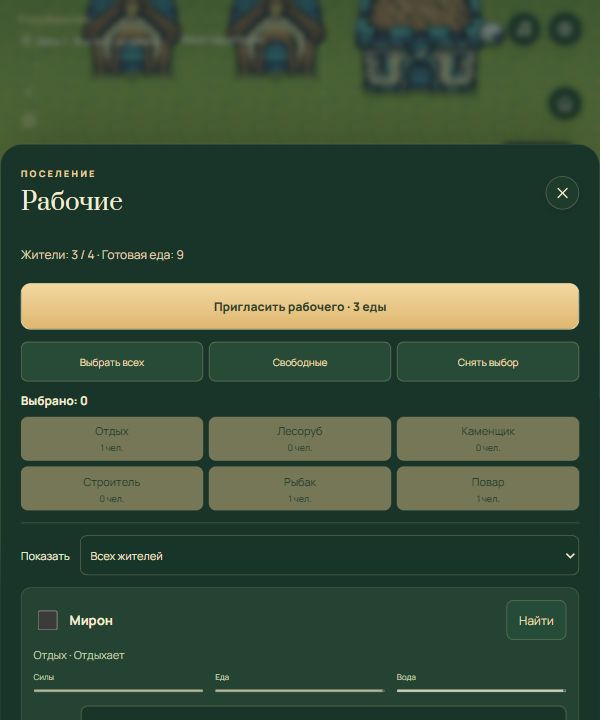 ПОСЕЛЕНИЕ
Рабочие
Жители: 3 / 4 · Готовая еда: 9
Пригласить рабочего · 3 еды
Выбрать всех
Свободные
Снять выбор
Выбрано: 0
Отдых
1 чел.
Лесоруб
0 чел.
Каменщик
0 чел.
Строитель
0 чел.
Рыбак
1 чел.
Повар
1 чел.
Показать
Всех жителей
Мирон
Найти
Отдых · Отдыхает
Силы
Еда
Вода